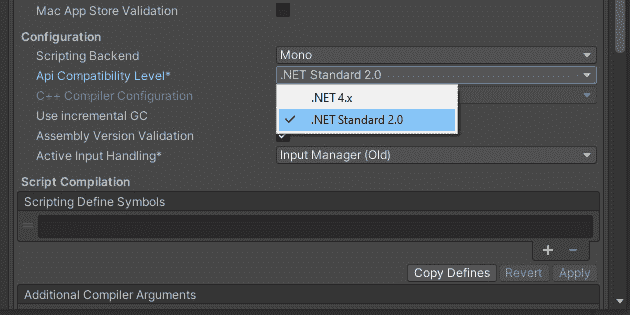 Mac App Store Validation
Configuration
Scripting Backend Mono
Api Compatibility Level* .NET Standard 2.0
.NET 4.x
C++ Compiler Configuration
.NET Standard 2.0
Use incremental GC
Assembly Version Validation
Active Input Handling* Input Manager (Old)
Script Compilation
Scripting Define Symbols
Copy Defines Revert Apply
Additional Compiler Arguments